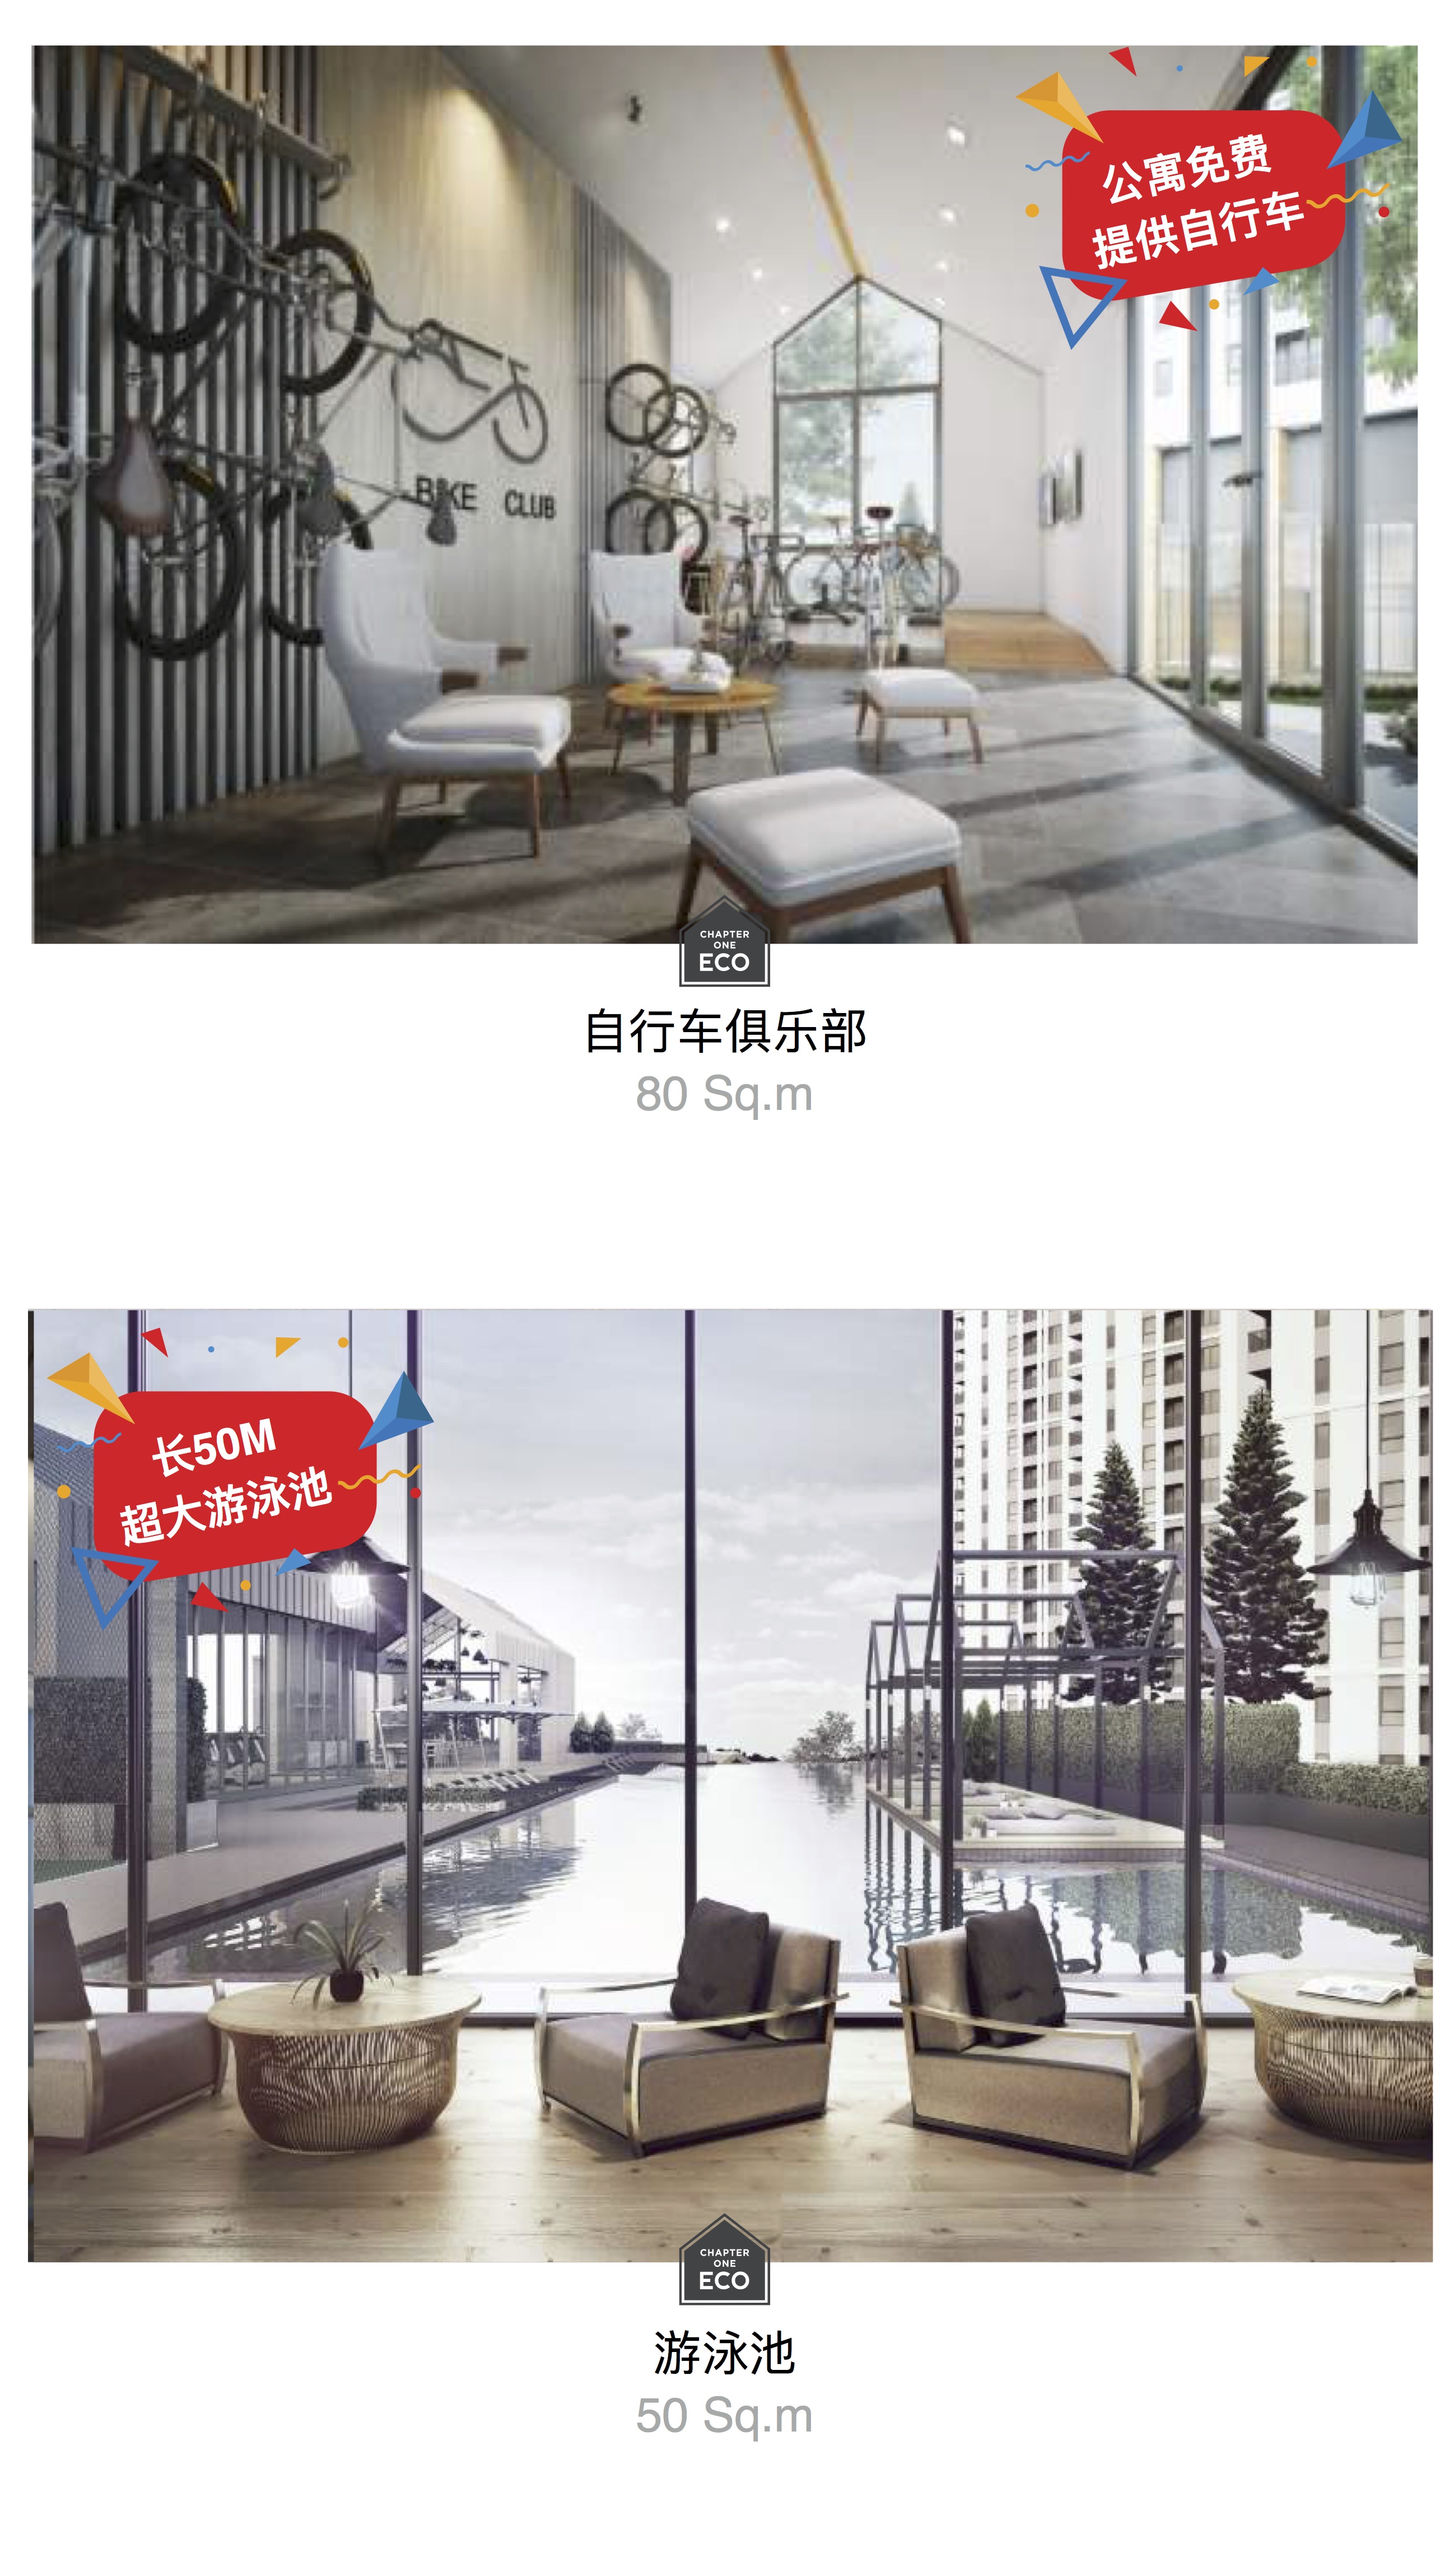 公寓免费
提供自行车
BIKE CLUB
CHAPTER
ONE
ECO
自行车俱乐部
80 Sq.m
长50M
超大游泳池
CHAPTER
ONE
ECO
游泳池
50 Sq.m